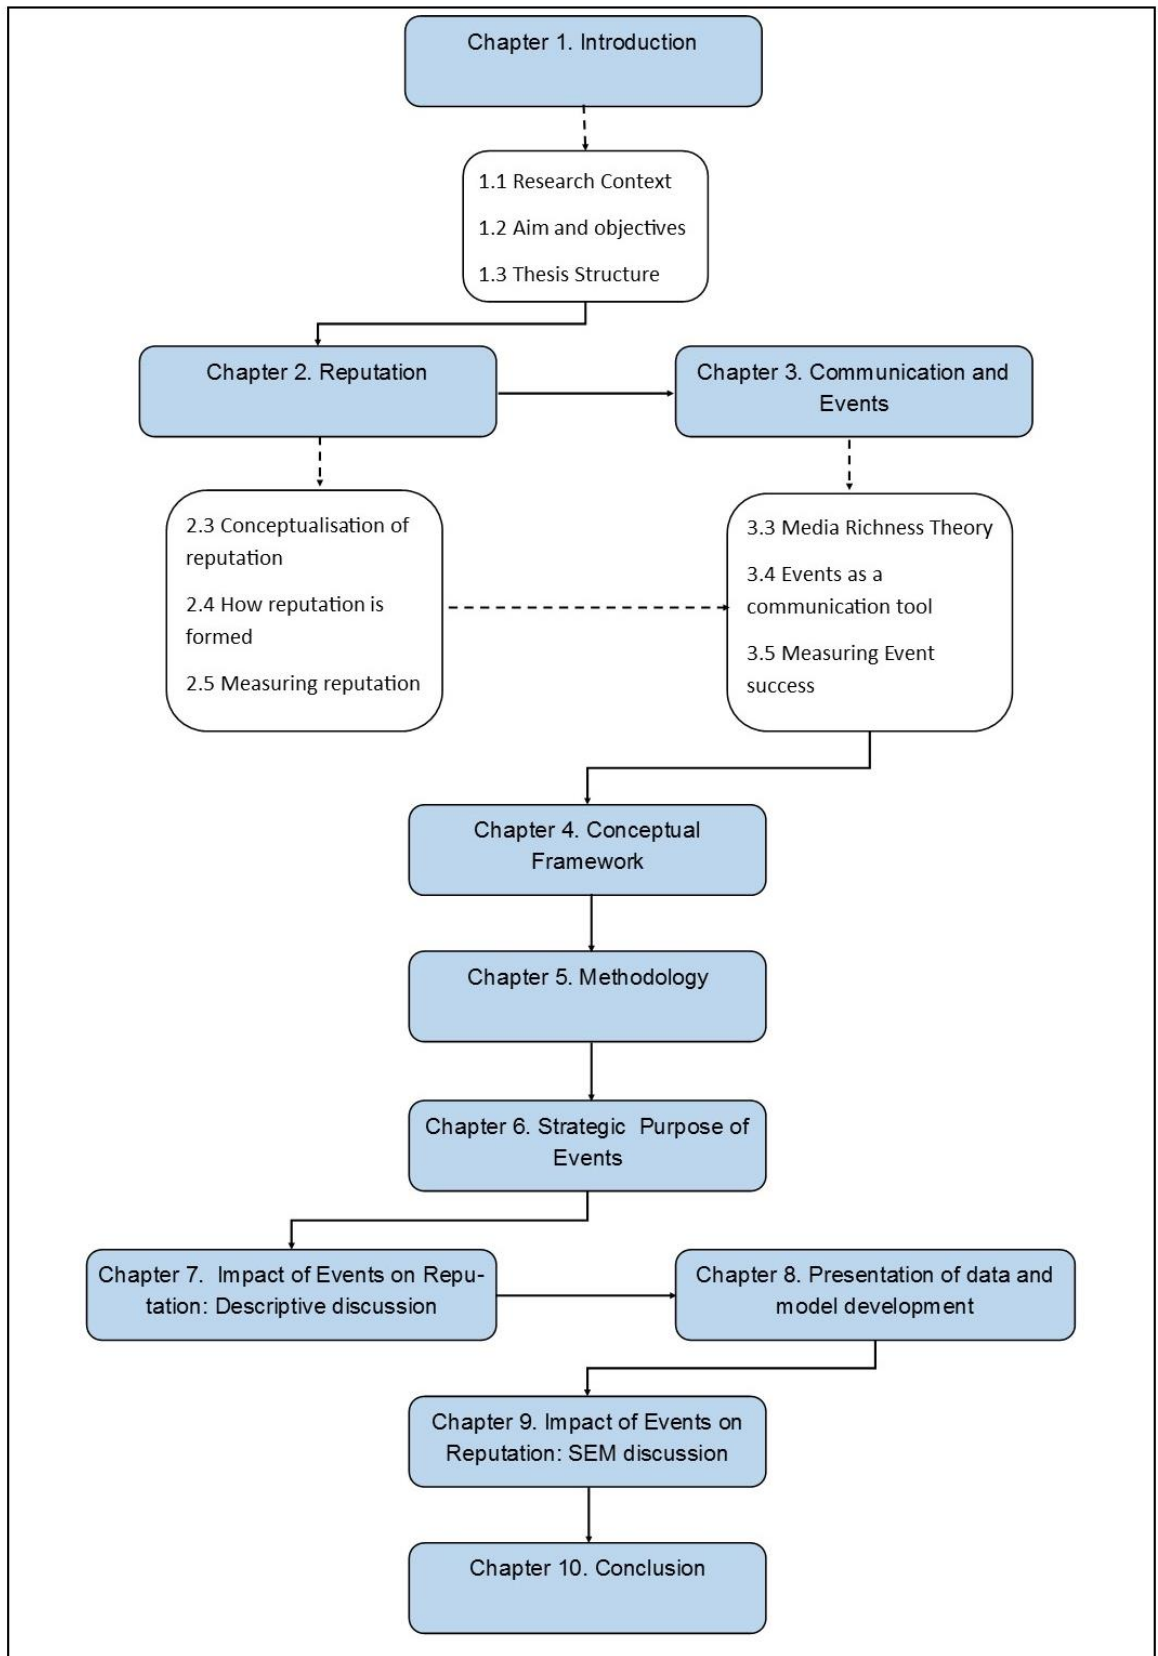 Chapter 1. Introduction
1.1 Research Context
1.2 Aim and objectives
1.3 Thesis Structure
Chapter 2. Reputation
Chapter 3. Communication and
Events
2.3 Conceptualisation of
reputation
2.4 How reputation is
formed
2.5 Measuring reputation
3.3 Media Richness Theory
3.4 Events as a
communication tool
3.5 Measuring Event
success
Chapter 4. Conceptual
Framework
Chapter 5. Methodology
Chapter 6. Strategic  Purpose of
Events
Chapter 7.  Impact of Events on Repu-
tation: Descriptive discussion
Chapter 8. Presentation of data and
model development
Chapter 9. Impact of Events on
Reputation: SEM discussion
Chapter 10. Conclusion